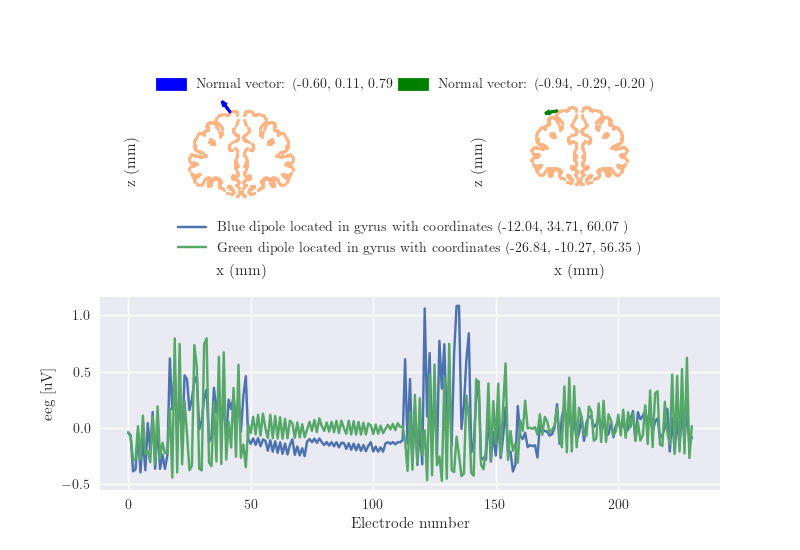 Normal vector: (-0.60, 0.11, 0.79
Normal vector: (-0.94, -0.29, -0.20 )
z (mm)
z (mm)
Blue dipole located in gyrus with coordinates (-12.04, 34.71, 60.07 )
Green dipole located in gyrus with coordinates (-26.84, -10.27, 56.35 )
x (mm)
x (mm)
1.0
0.5
0.0
−0.5
eeg [uV]
0 50 100 150 200
Electrode number